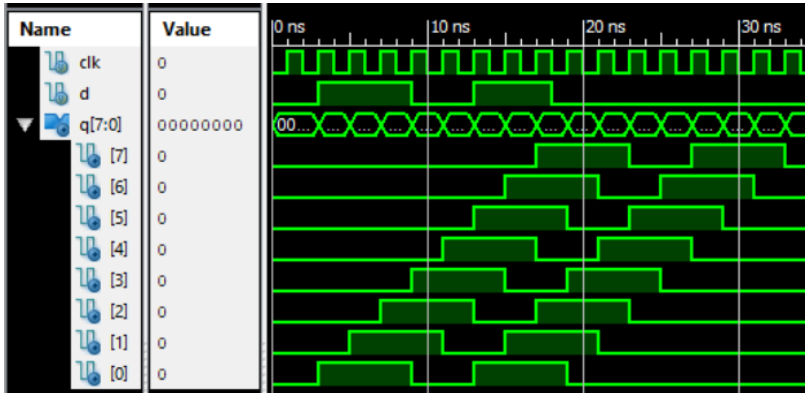 Name Value 0 ns 10 ns 20 ns 30 ns
clk 0
d 0
q[7:0] 00000000 00... ... ... ... ... ... ... ... ... ... ... ... ... ... ... ... ...
[7] 0
[6] 0
[5] 0
[4] 0
[3] 0
[2] 0
[1] 0
[0] 0